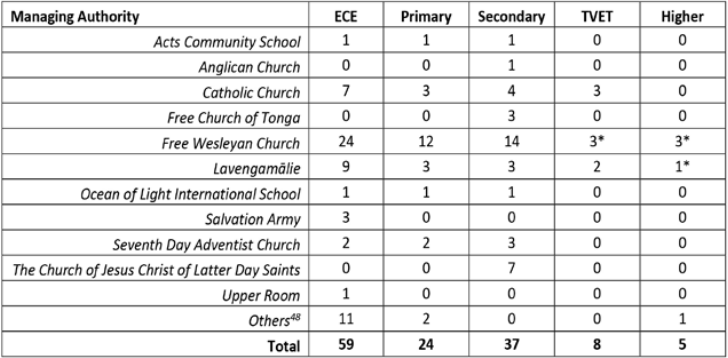 Managing Authority ECE Primary Secondary TVET Higher
Acts Community School 1 1 1 0 0
Anglican Church 0 0 1 0 0
Catholic Church 7 3 4 3 0
Free Church of Tonga 0 0 3 0 0
Free Wesleyan Church 24 12 14 3* 3*
Lavengamālie 9 3 3 2 1*
Ocean of Light International School 1 1 1 0 0
Salvation Army 3 0 0 0 0
Seventh Day Adventist Church 2 2 3 0 0
The Church of Jesus Christ of Latter Day Saints 0 0 7 0 0
Upper Room 1 0 0 0 0
Others⁴⁸ 11 2 0 0 1
Total 59 24 37 8 5